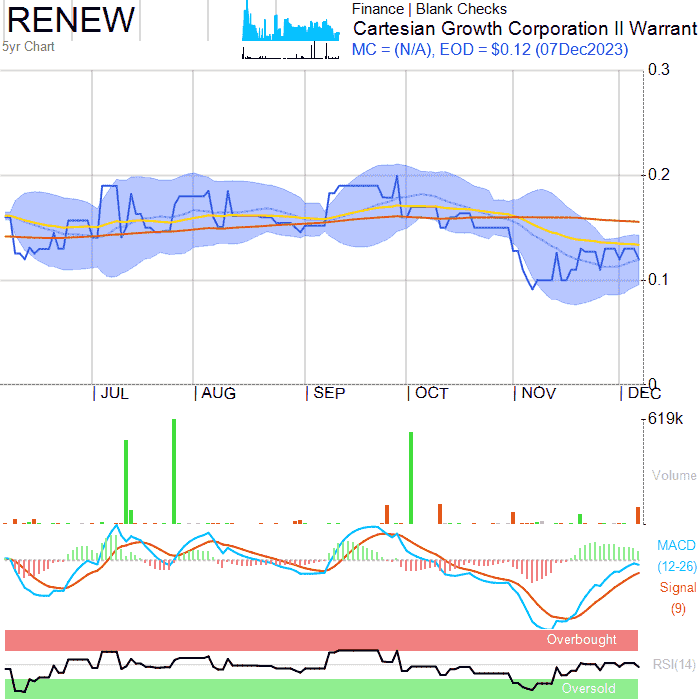 RENEW
5yr Chart
Finance | Blank Checks
Cartesian Growth Corporation II Warrant
MC = (N/A), EOD = $0.12 (07Dec2023)
0.3
0.2
0.1
0
JUL AUG SEP OCT NOV DEC
619k
Volume
MACD
(12-26)
Signal
(9)
Overbought
RSI(14)
Oversold